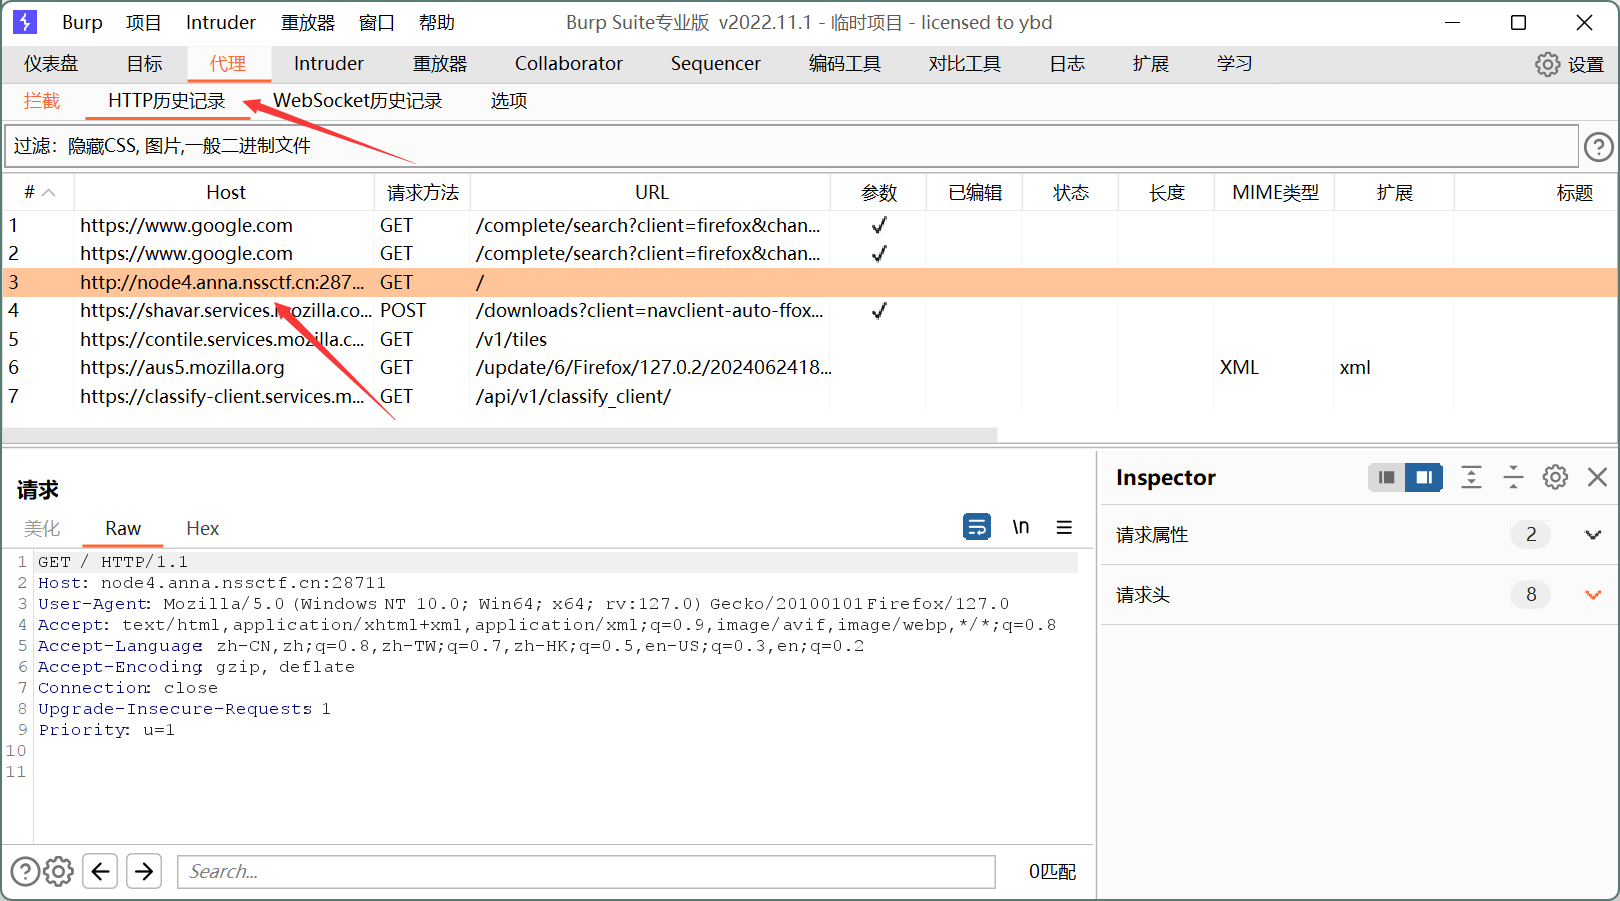 Burp 项目 Intruder 重放器 窗口 帮助 Burp Suite专业版 v2022.11.1 - 临时项目 - licensed to ybd
仪表盘 目标 代理 Intruder 重放器 Collaborator Sequencer 编码工具 对比工具 日志 扩展 学习 设置
拦截 HTTP历史记录 WebSocket历史记录 选项
过滤：隐藏CSS, 图片,一般二进制文件
# Host 请求方法 URL 参数 已编辑 状态 长度 MIME类型 扩展 标题
1 https://www.google.com GET /complete/search?client=firefox&chan... ✓
2 https://www.google.com GET /complete/search?client=firefox&chan... ✓
3 http://node4.anna.nssctf.cn:287... GET /
4 https://shavar.services.mozilla.co... POST /downloads?client=navclient-auto-ffox... ✓
5 https://contile.services.mozilla.c... GET /v1/tiles
6 https://aus5.mozilla.org GET /update/6/Firefox/127.0.2/2024062418... XML xml
7 https://classify-client.services.m... GET /api/v1/classify_client/
请求
美化 Raw Hex \n
1 GET / HTTP/1.1
2 Host: node4.anna.nssctf.cn:28711
3 User-Agent: Mozilla/5.0 (Windows NT 10.0; Win64; x64; rv:127.0) Gecko/20100101 Firefox/127.0
4 Accept: text/html,application/xhtml+xml,application/xml;q=0.9,image/avif,image/webp,*/*;q=0.8
5 Accept-Language: zh-CN,zh;q=0.8,zh-TW;q=0.7,zh-HK;q=0.5,en-US;q=0.3,en;q=0.2
6 Accept-Encoding: gzip, deflate
7 Connection: close
8 Upgrade-Insecure-Requests: 1
9 Priority: u=1
10
11
Search... 0匹配
Inspector
请求属性 2
请求头 8